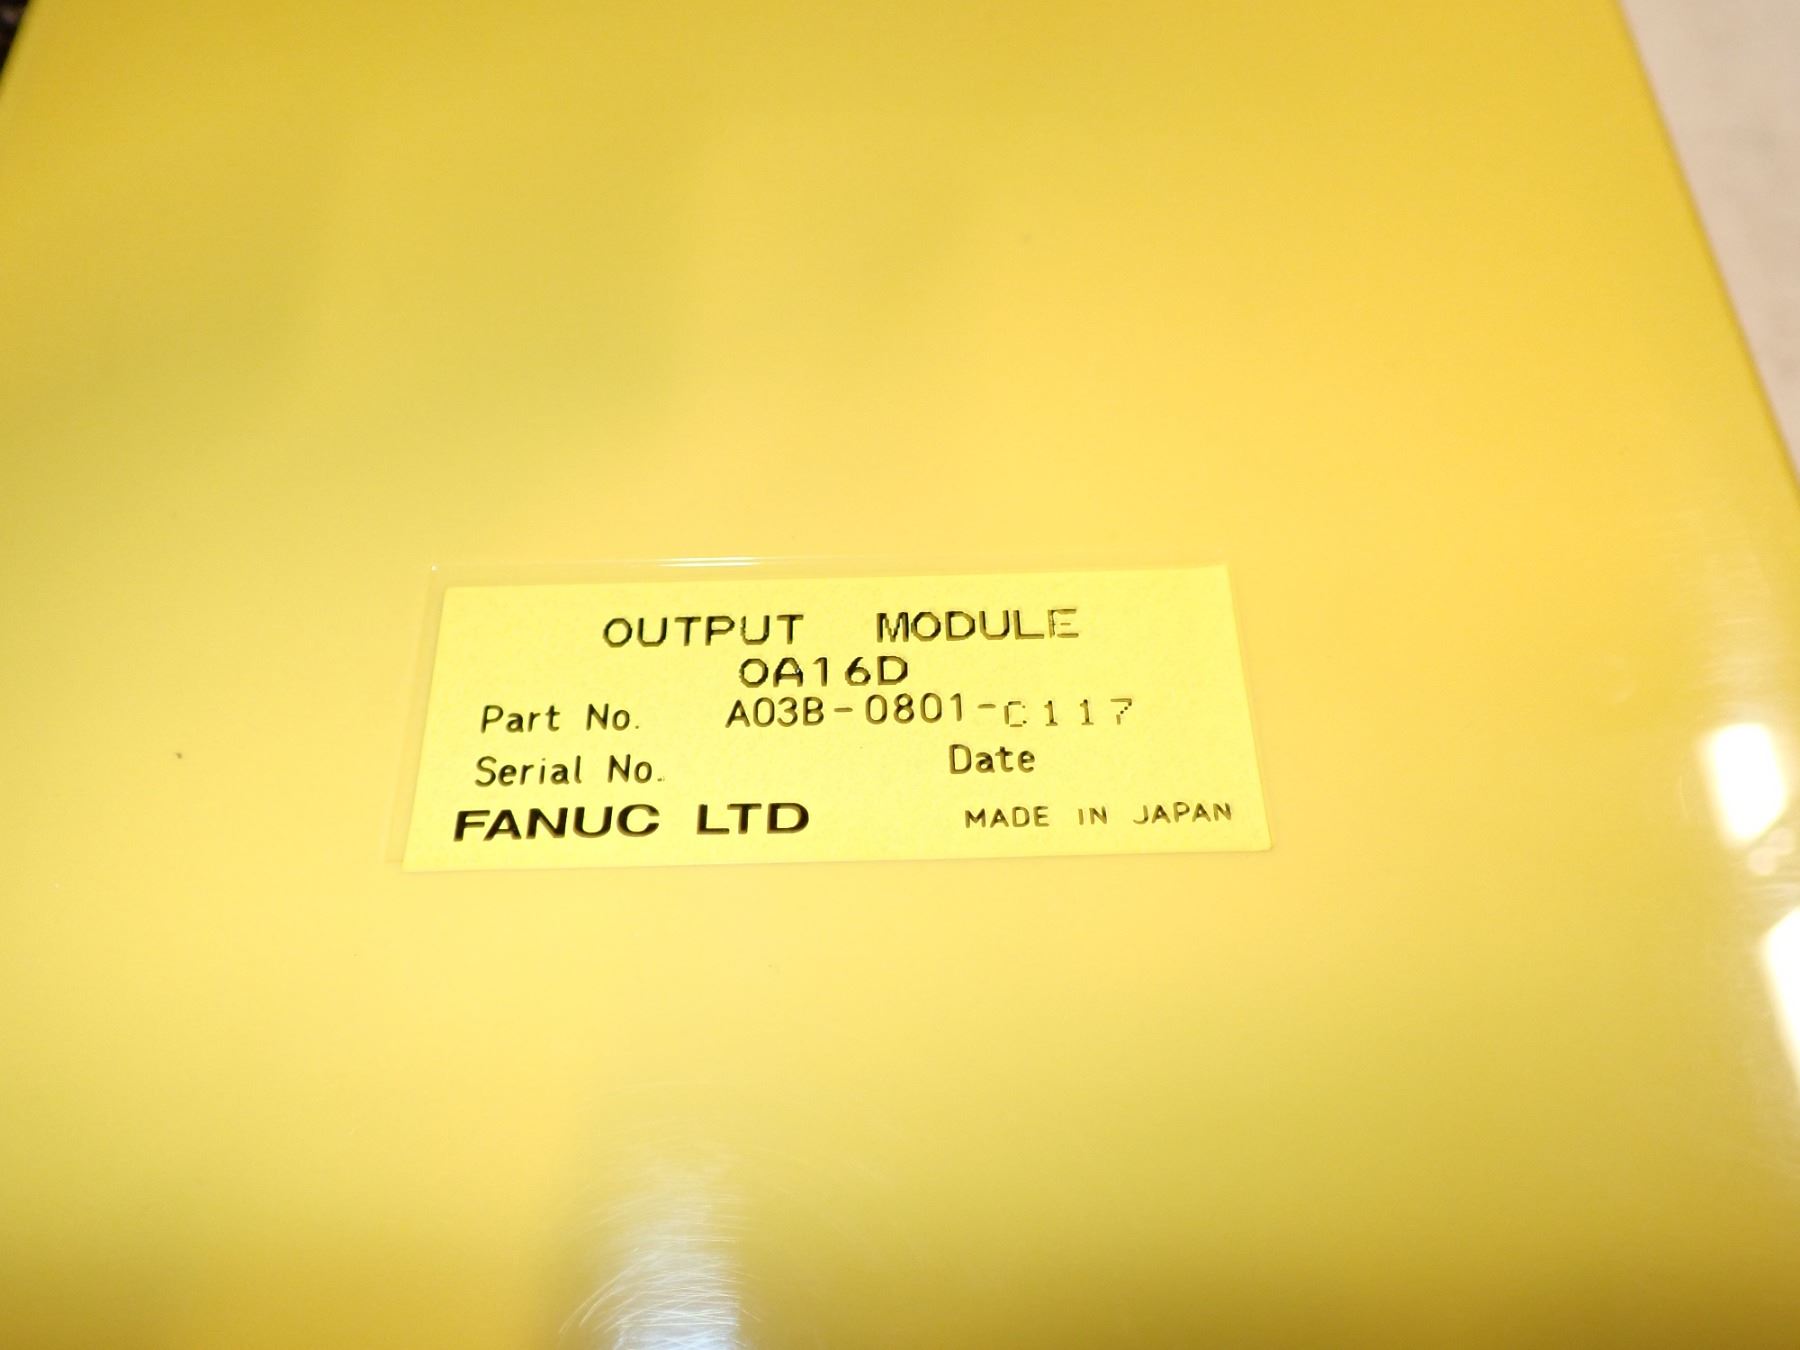 OUTPUT MODULE
OA16D
Part No. A03B-0801-C117
Serial No. Date
FANUC LTD MADE IN JAPAN